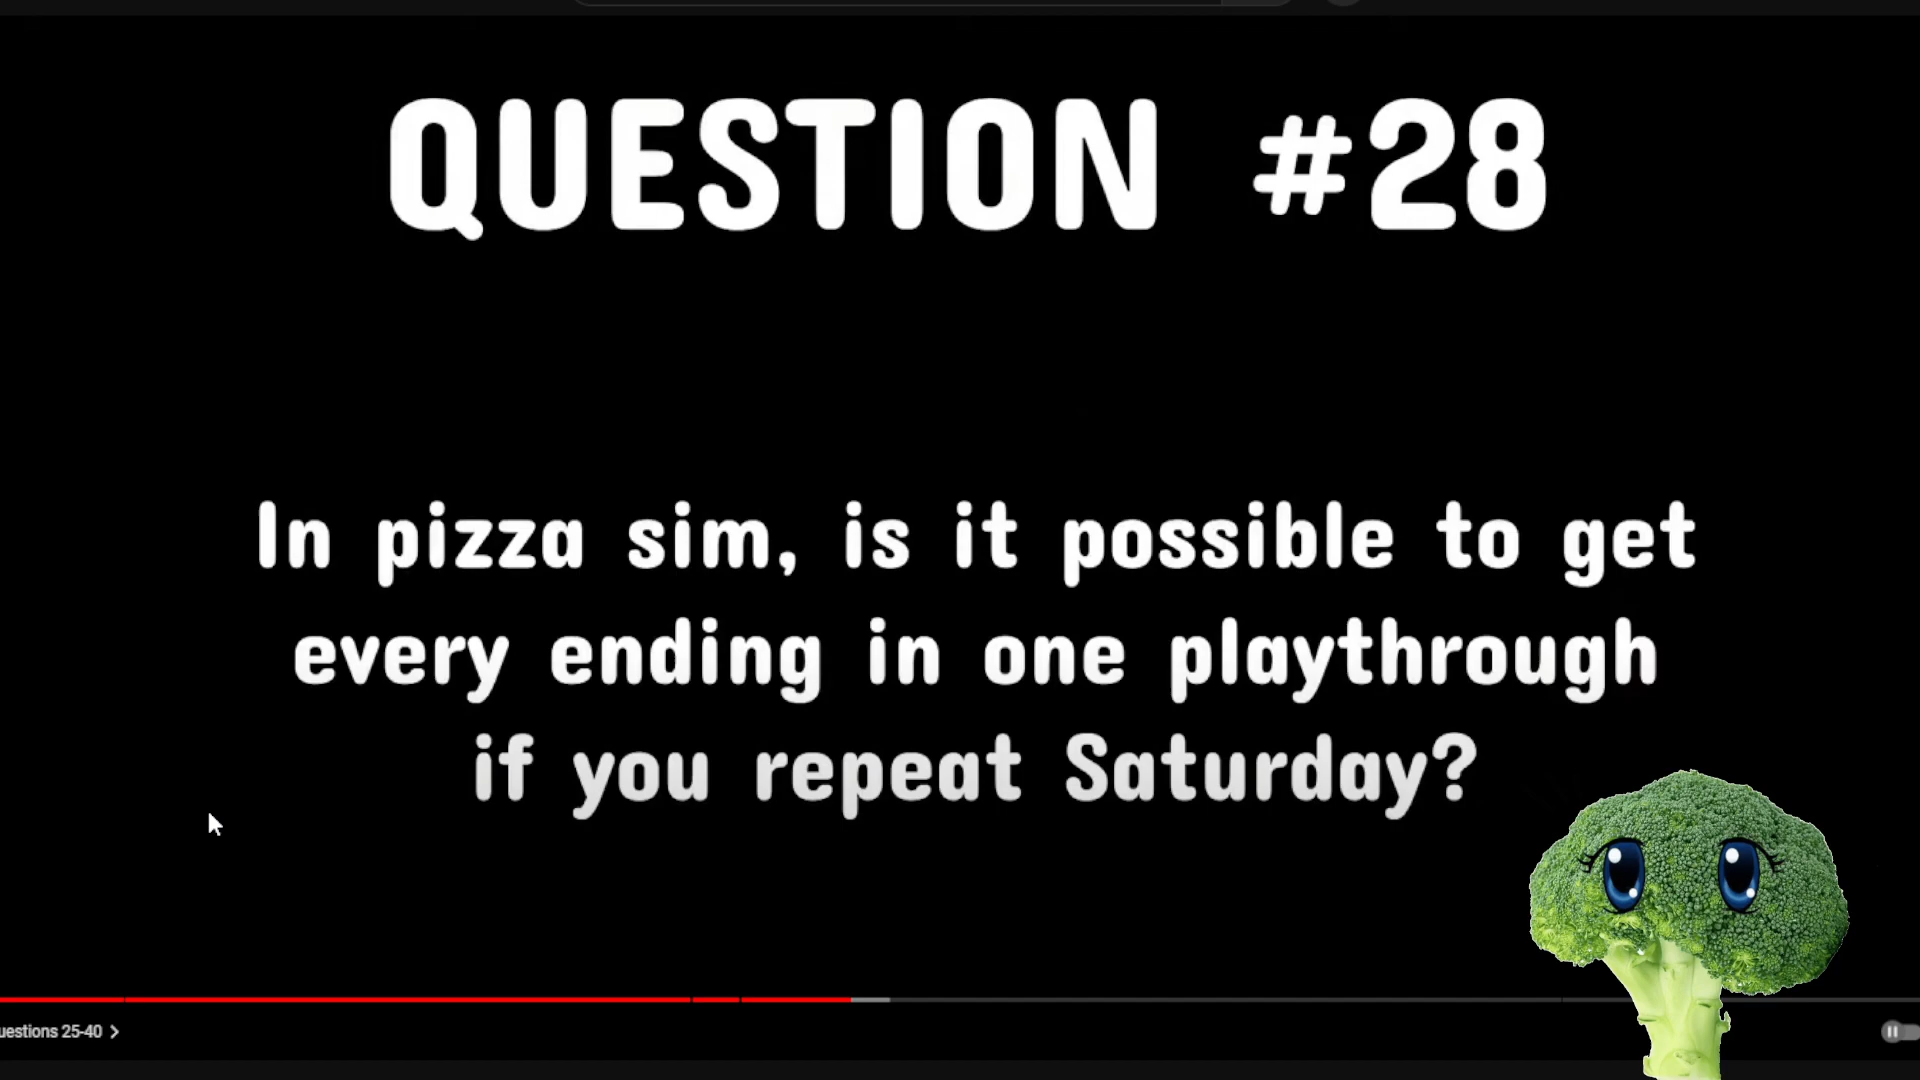 QUESTION #28
In pizza sim, is it possible to get
every ending in one playthrough
if you repeat Saturday?
uestions 25-40